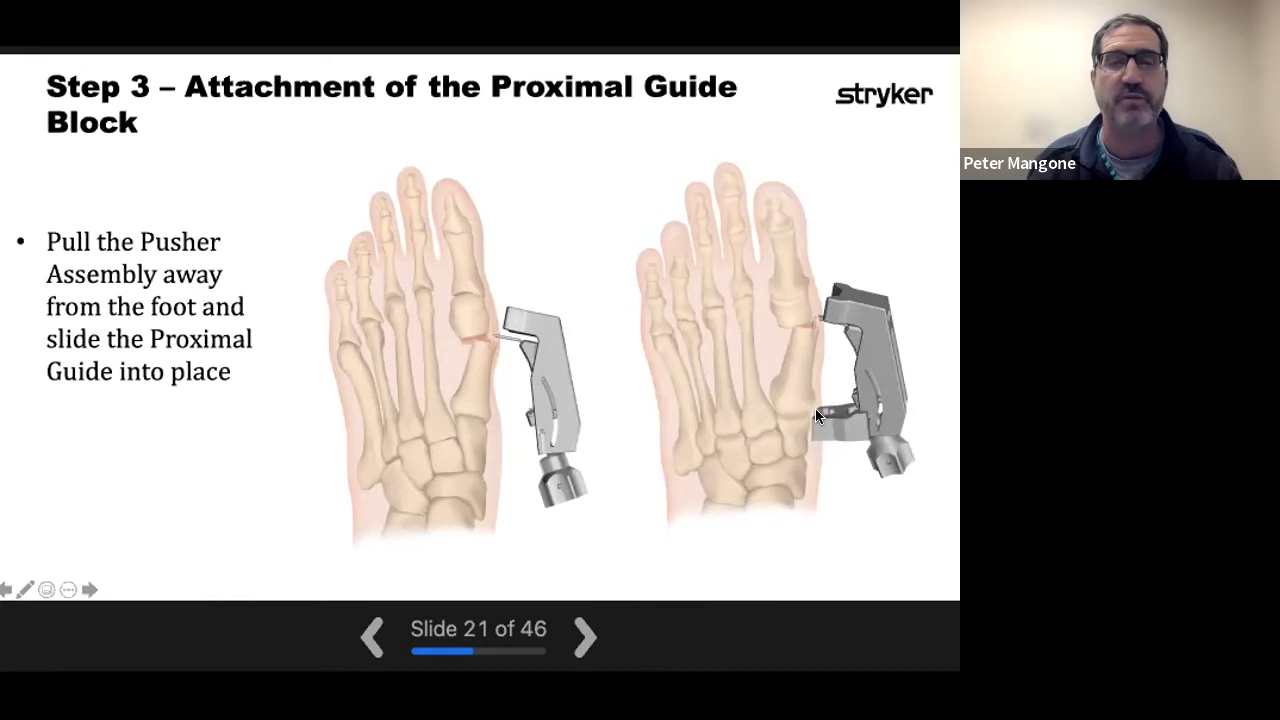 Step 3 – Attachment of the Proximal Guide
Block
stryker
• Pull the Pusher
Assembly away
from the foot and
slide the Proximal
Guide into place
Slide 21 of 46
Peter Mangone